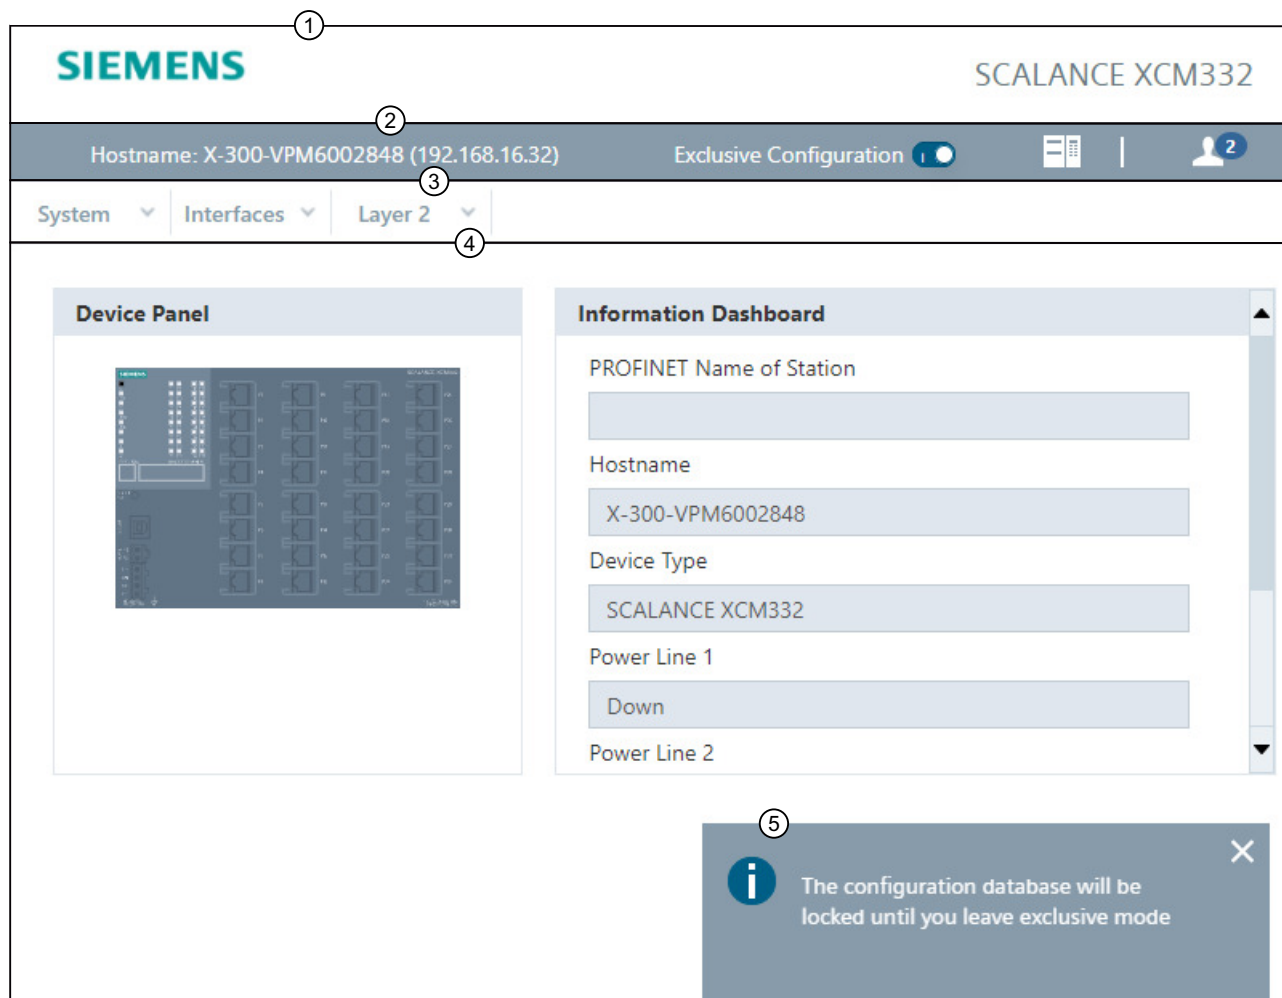 1
SIEMENS
SCALANCE XCM332
2
Hostname: X-300-VPM6002848 (192.168.16.32)
Exclusive Configuration
2
3
System
Interfaces
Layer 2
4
Device Panel
SIEMENS
Information Dashboard
PROFINET Name of Station
Hostname
X-300-VPM6002848
Device Type
SCALANCE XCM332
Power Line 1
Down
Power Line 2
5
The configuration database will be
locked until you leave exclusive mode